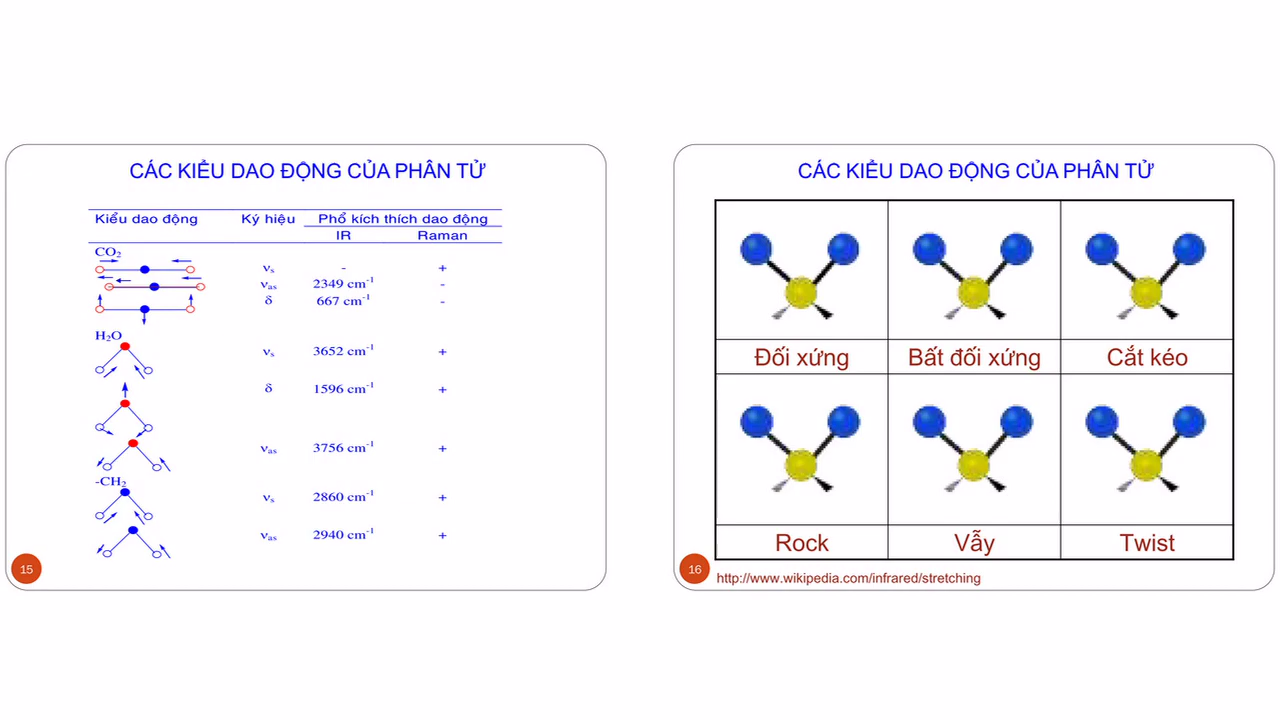 CÁC KIỂU DAO ĐỘNG CỦA PHÂN TỬ
Kiểu dao động Ký hiệu Phổ kích thích dao động
IR Raman
CO₂
νs - +
νas 2349 cm⁻¹ -
δ 667 cm⁻¹ -
H₂O
νs 3652 cm⁻¹ +
δ 1596 cm⁻¹ +
νas 3756 cm⁻¹ +
-CH₂
νs 2860 cm⁻¹ +
νas 2940 cm⁻¹ +
15
CÁC KIỂU DAO ĐỘNG CỦA PHÂN TỬ
Đối xứng Bất đối xứng Cắt kéo
Rock Vẫy Twist
16
http://www.wikipedia.com/infrared/stretching